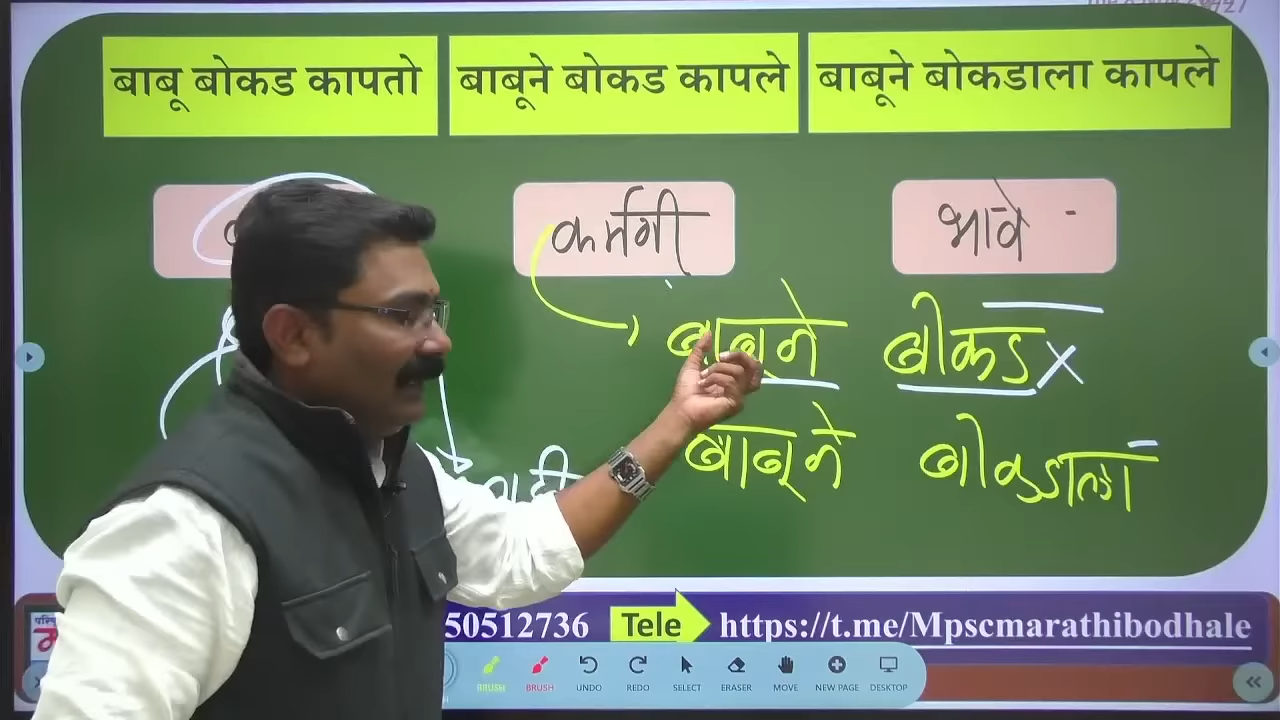 बाबू बोकड कापतो
बाबूने बोकड कापले
बाबूने बोकडाला कापले
कर्मणी
भावे -
बाबूने बोकड X
बाबूने बोकडाला
50512736
Tele
https://t.me/Mpscmarathibodhale
BRUSH
BRUSH
UNDO
REDO
SELECT
ERASER
MOVE
NEW PAGE
DESKTOP